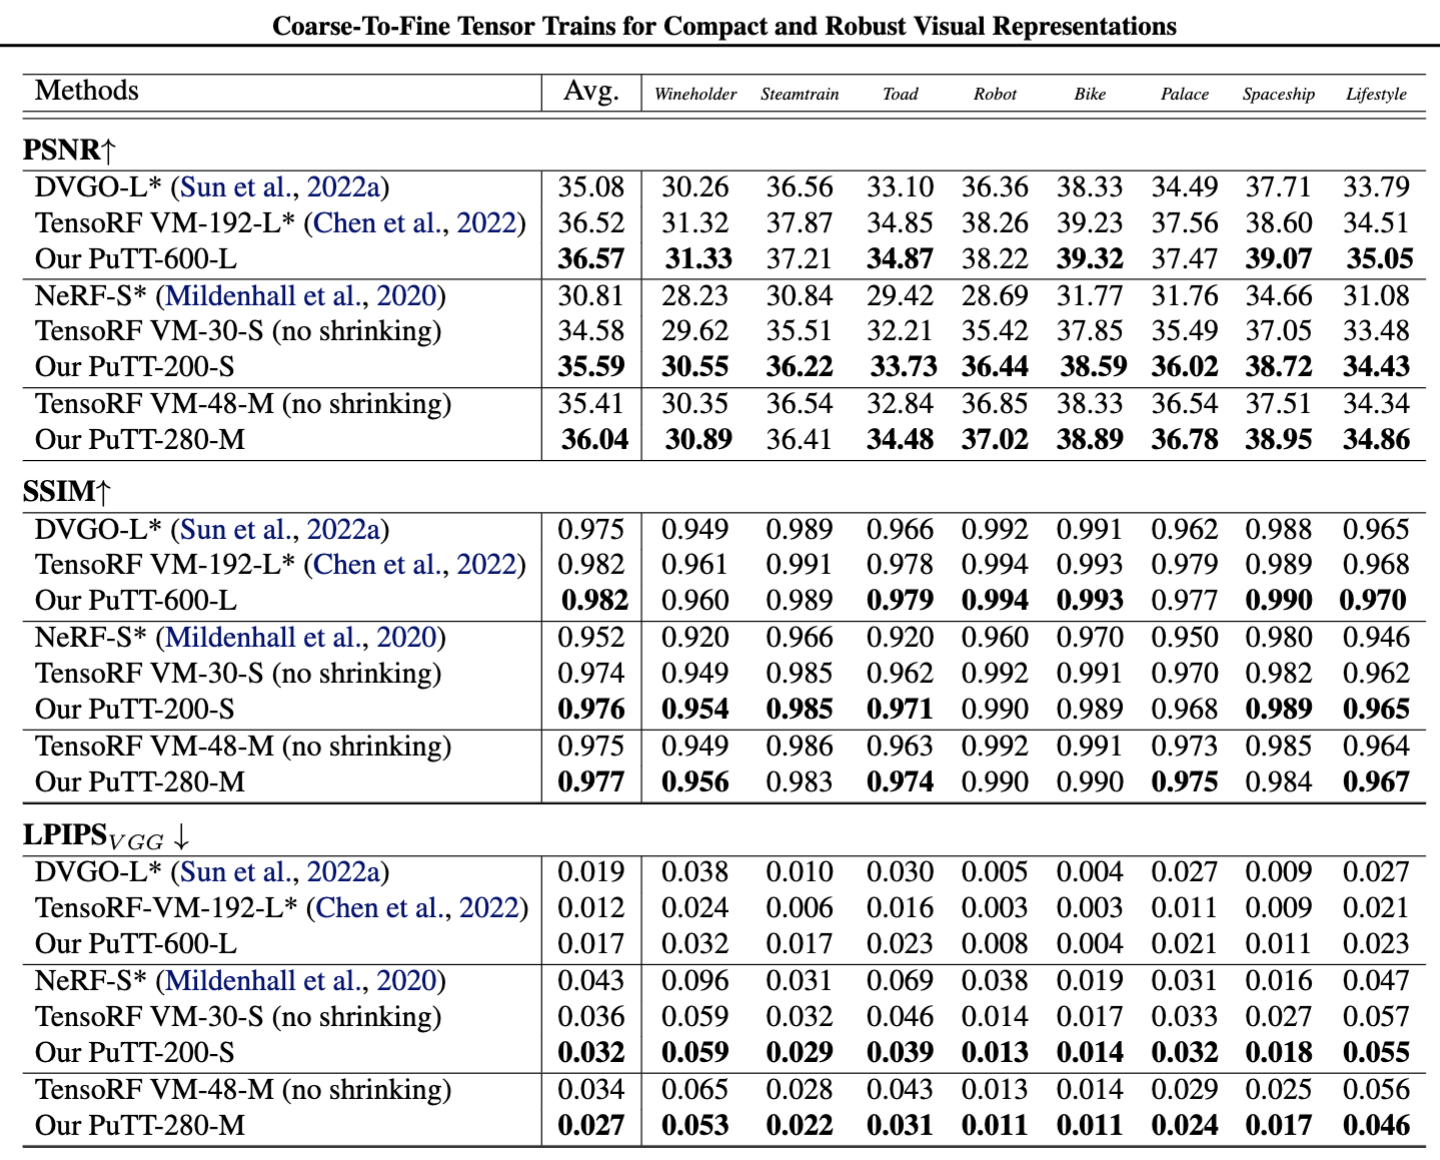 Coarse-To-Fine Tensor Trains for Compact and Robust Visual Representations
Methods Avg. Wineholder Steamtrain Toad Robot Bike Palace Spaceship Lifestyle
PSNR↑
DVGO-L* (Sun et al., 2022a) 35.08 30.26 36.56 33.10 36.36 38.33 34.49 37.71 33.79
TensoRF VM-192-L* (Chen et al., 2022) 36.52 31.32 37.87 34.85 38.26 39.23 37.56 38.60 34.51
Our PuTT-600-L 36.57 31.33 37.21 34.87 38.22 39.32 37.47 39.07 35.05
NeRF-S* (Mildenhall et al., 2020) 30.81 28.23 30.84 29.42 28.69 31.77 31.76 34.66 31.08
TensoRF VM-30-S (no shrinking) 34.58 29.62 35.51 32.21 35.42 37.85 35.49 37.05 33.48
Our PuTT-200-S 35.59 30.55 36.22 33.73 36.44 38.59 36.02 38.72 34.43
TensoRF VM-48-M (no shrinking) 35.41 30.35 36.54 32.84 36.85 38.33 36.54 37.51 34.34
Our PuTT-280-M 36.04 30.89 36.41 34.48 37.02 38.89 36.78 38.95 34.86
SSIM↑
DVGO-L* (Sun et al., 2022a) 0.975 0.949 0.989 0.966 0.992 0.991 0.962 0.988 0.965
TensoRF VM-192-L* (Chen et al., 2022) 0.982 0.961 0.991 0.978 0.994 0.993 0.979 0.989 0.968
Our PuTT-600-L 0.982 0.960 0.989 0.979 0.994 0.993 0.977 0.990 0.970
NeRF-S* (Mildenhall et al., 2020) 0.952 0.920 0.966 0.920 0.960 0.970 0.950 0.980 0.946
TensoRF VM-30-S (no shrinking) 0.974 0.949 0.985 0.962 0.992 0.991 0.970 0.982 0.962
Our PuTT-200-S 0.976 0.954 0.985 0.971 0.990 0.989 0.968 0.989 0.965
TensoRF VM-48-M (no shrinking) 0.975 0.949 0.986 0.963 0.992 0.991 0.973 0.985 0.964
Our PuTT-280-M 0.977 0.956 0.983 0.974 0.990 0.990 0.975 0.984 0.967
LPIPS_VGG ↓
DVGO-L* (Sun et al., 2022a) 0.019 0.038 0.010 0.030 0.005 0.004 0.027 0.009 0.027
TensoRF-VM-192-L* (Chen et al., 2022) 0.012 0.024 0.006 0.016 0.003 0.003 0.011 0.009 0.021
Our PuTT-600-L 0.017 0.032 0.017 0.023 0.008 0.004 0.021 0.011 0.023
NeRF-S* (Mildenhall et al., 2020) 0.043 0.096 0.031 0.069 0.038 0.019 0.031 0.016 0.047
TensoRF VM-30-S (no shrinking) 0.036 0.059 0.032 0.046 0.014 0.017 0.033 0.027 0.057
Our PuTT-200-S 0.032 0.059 0.029 0.039 0.013 0.014 0.032 0.018 0.055
TensoRF VM-48-M (no shrinking) 0.034 0.065 0.028 0.043 0.013 0.014 0.029 0.025 0.056
Our PuTT-280-M 0.027 0.053 0.022 0.031 0.011 0.011 0.024 0.017 0.046